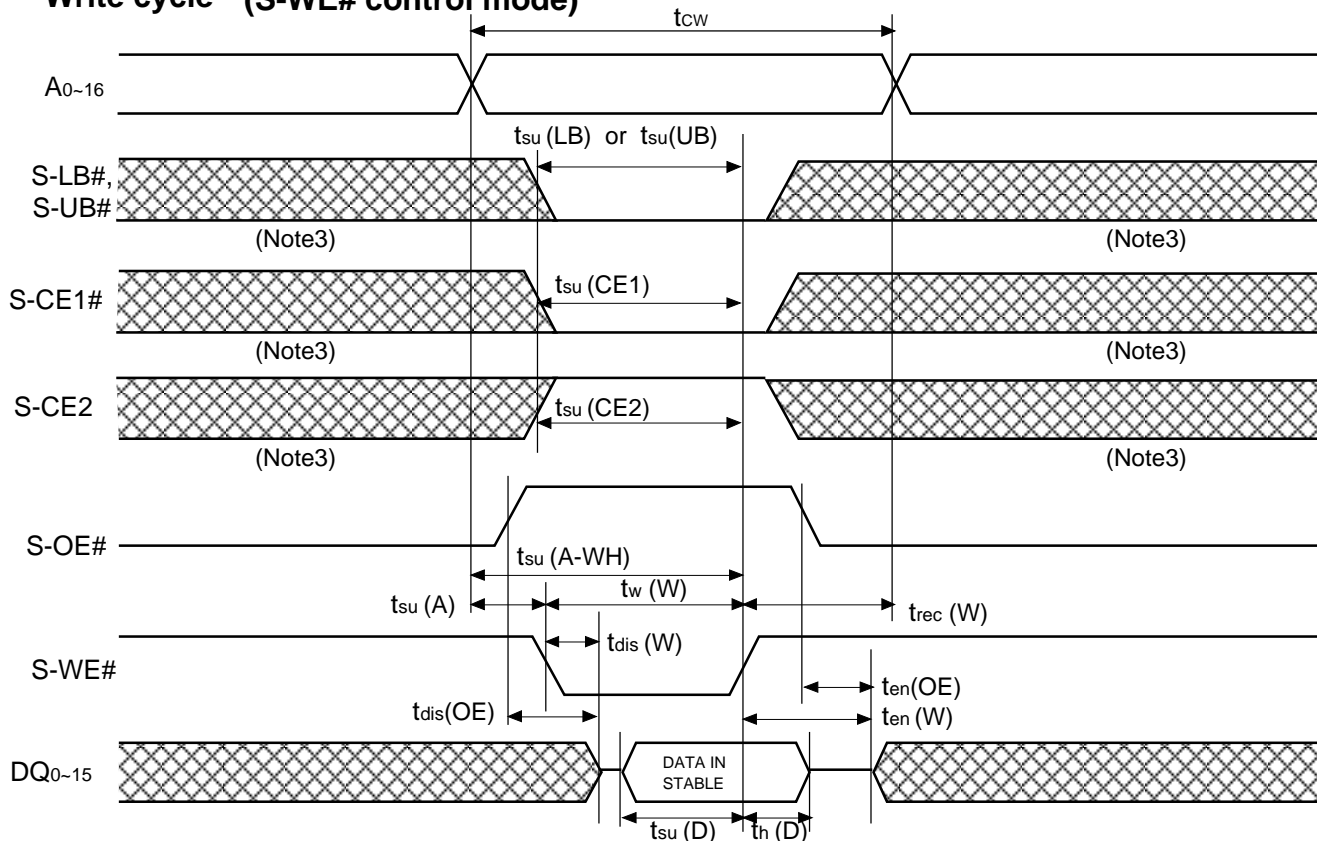 Write cycle (S-WE# control mode)
tCW
A0~16
tsu (LB) or tsu(UB)
S-LB#,
S-UB#
(Note3)
(Note3)
S-CE1#
tsu (CE1)
(Note3)
(Note3)
S-CE2
tsu (CE2)
(Note3)
(Note3)
S-OE#
tsu (A-WH)
tsu (A)
tw (W)
trec (W)
tdis (W)
S-WE#
ten(OE)
tdis(OE)
ten (W)
DQ0~15
DATA IN
STABLE
tsu (D)
th (D)